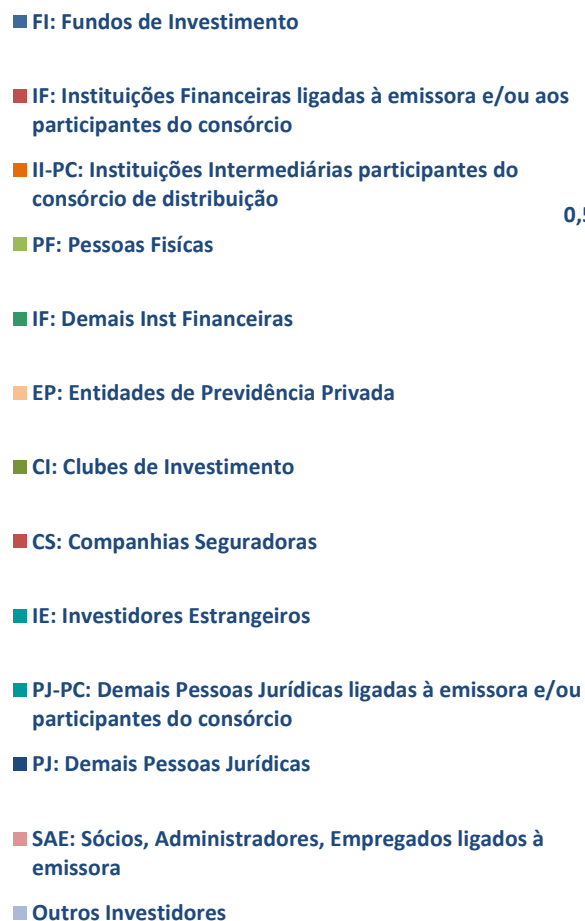 FI: Fundos de Investimento
IF: Instituições Financeiras ligadas à emissora e/ou aos
participantes do consórcio
II-PC: Instituições Intermediárias participantes do
consórcio de distribuição
0,5
PF: Pessoas Fisícas
IF: Demais Inst Financeiras
EP: Entidades de Previdência Privada
CI: Clubes de Investimento
CS: Companhias Seguradoras
IE: Investidores Estrangeiros
PJ-PC: Demais Pessoas Jurídicas ligadas à emissora e/ou
participantes do consórcio
PJ: Demais Pessoas Jurídicas
SAE: Sócios, Administradores, Empregados ligados à
emissora
Outros Investidores